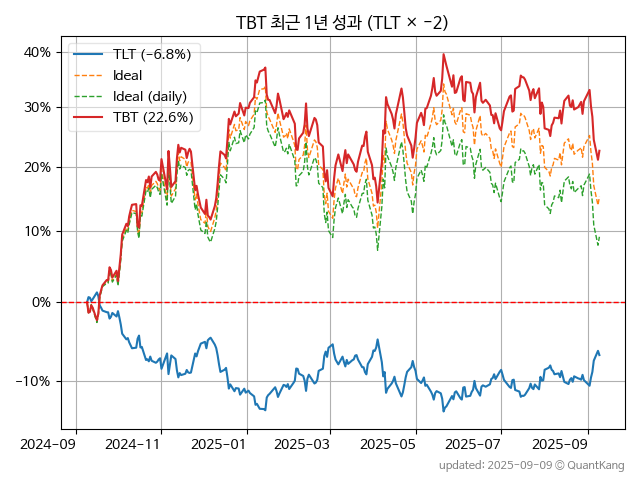 TBT 최근 1년 성과 (TLT × −2)
TLT (−6.8%)
Ideal
Ideal (daily)
TBT (22.6%)
40%
30%
20%
10%
0%
−10%
2024−09 2024−11 2025−01 2025−03 2025−05 2025−07 2025−09
updated: 2025−09−09 ⓒ QuantKang